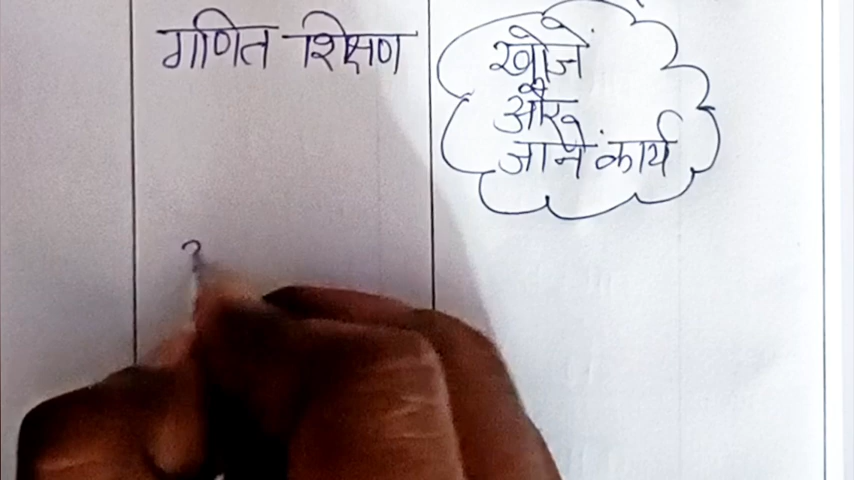 गणित शिक्षण
खोजें
और
जानें कार्य